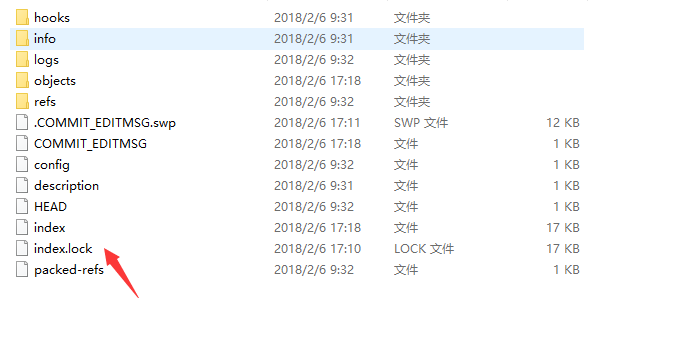 hooks 2018/2/6 9:31 文件夹
info 2018/2/6 9:31 文件夹
logs 2018/2/6 9:32 文件夹
objects 2018/2/6 17:18 文件夹
refs 2018/2/6 9:32 文件夹
.COMMIT_EDITMSG.swp 2018/2/6 17:11 SWP 文件 12 KB
COMMIT_EDITMSG 2018/2/6 17:18 文件 1 KB
config 2018/2/6 9:32 文件 1 KB
description 2018/2/6 9:31 文件 1 KB
HEAD 2018/2/6 9:32 文件 1 KB
index 2018/2/6 17:18 文件 17 KB
index.lock 2018/2/6 17:10 LOCK 文件 17 KB
packed-refs 2018/2/6 9:32 文件 1 KB